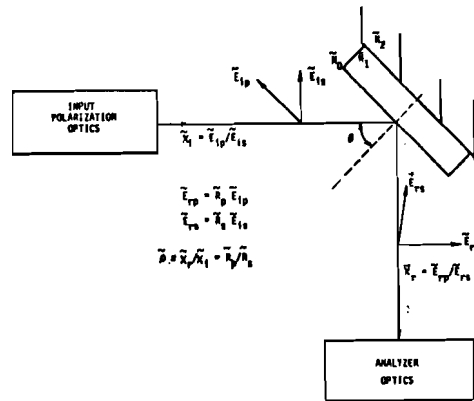 Ñ₂
Ñ₀
Ñ₁
Ẽip
Ẽis
INPUT
POLARIZATION
OPTICS
χ̃i = Ẽip/Ẽis
ø
Ẽrp = R̃p Ẽip
Ẽrs = R̃s Ẽis
Ẽrs
ρ̃ ≡ χ̃r/χ̃i = R̃p/R̃s
Ẽr
χ̃r = Ẽrp/Ẽrs
ANALYZER
OPTICS